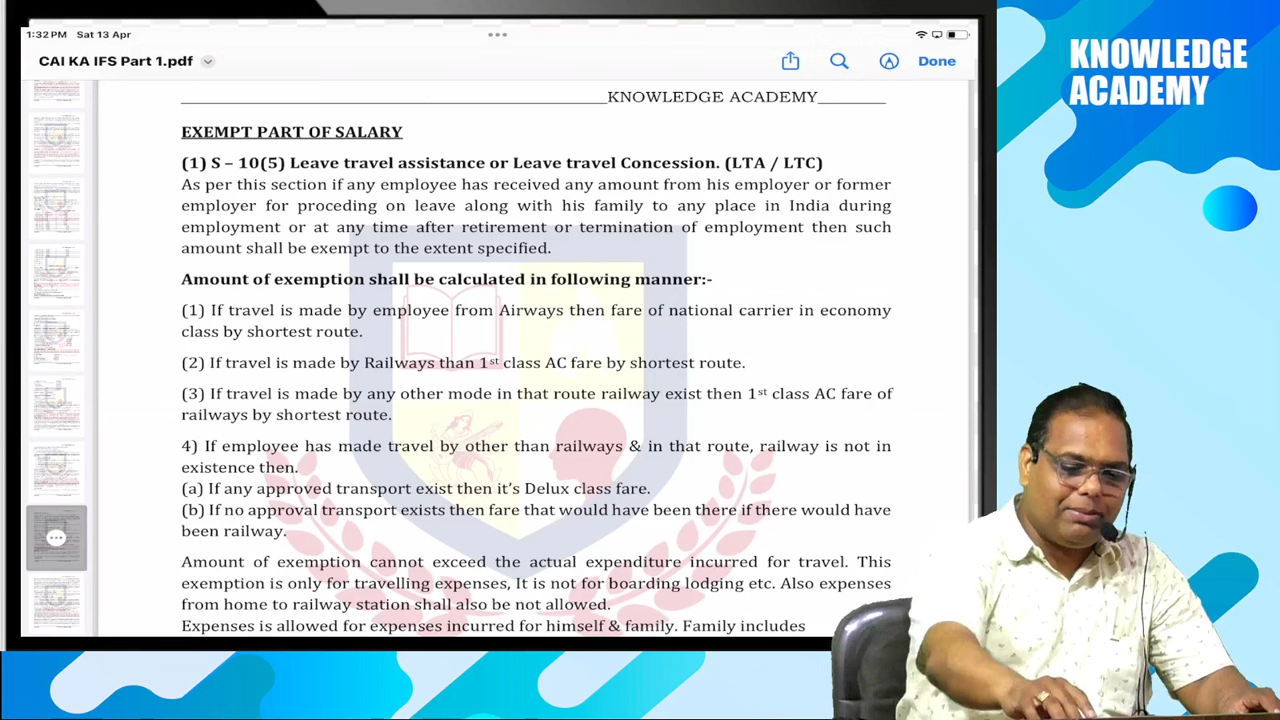 1:32 PM Sat 13 Apr
CAI KA IFS Part 1.pdf
Done
KNOWLEDGE ACADEMY
KNOWLEDGE
ACADEMY
EXEMPT PART OF SALARY
(1) Sec 10(5) Leave travel Assistance or Leave travel Concession. (LTA / LTC)
As per this section if any employee has received any amount from his employer or former
employer for proceeding on leave along with his family to any place in India during
employment or any place after retirement or termination of employment then such
amount shall be exempt to the extent specified.
Amount of exemption shall be calculated in following manner:-
(1) If travel is made by employee from airways then fare of national carrier in economy
class by shortest route.
(2) If travel is made by Railways then 1st class AC fare by shortest route.
(3) If travel is made by any other mode & in that route railway exist then 1st class AC fare of
railway by shortest route.
4) If employee has made travel by other than railways & in that route railway is not in
existence then.
(a) If any approved transport exist then its Deluxe class fare.
(b) If no approved transport exists the fare that would have been there if there would have
been railway.
Amount of exemption cannot exceed the actual expenditure incurred for travel. This
exemption is only for travelling expenses. It is not for boarding lodging etc. Also expenses
from home to railway station shall also be not allowed.
is allowed for expenses incurred for himself & family. Family includes